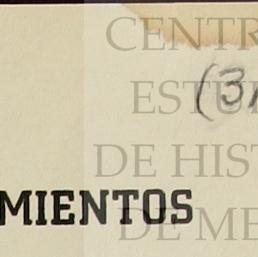 CENTR
ESTU
(3
DE HIST
MIENTOS
DE ME